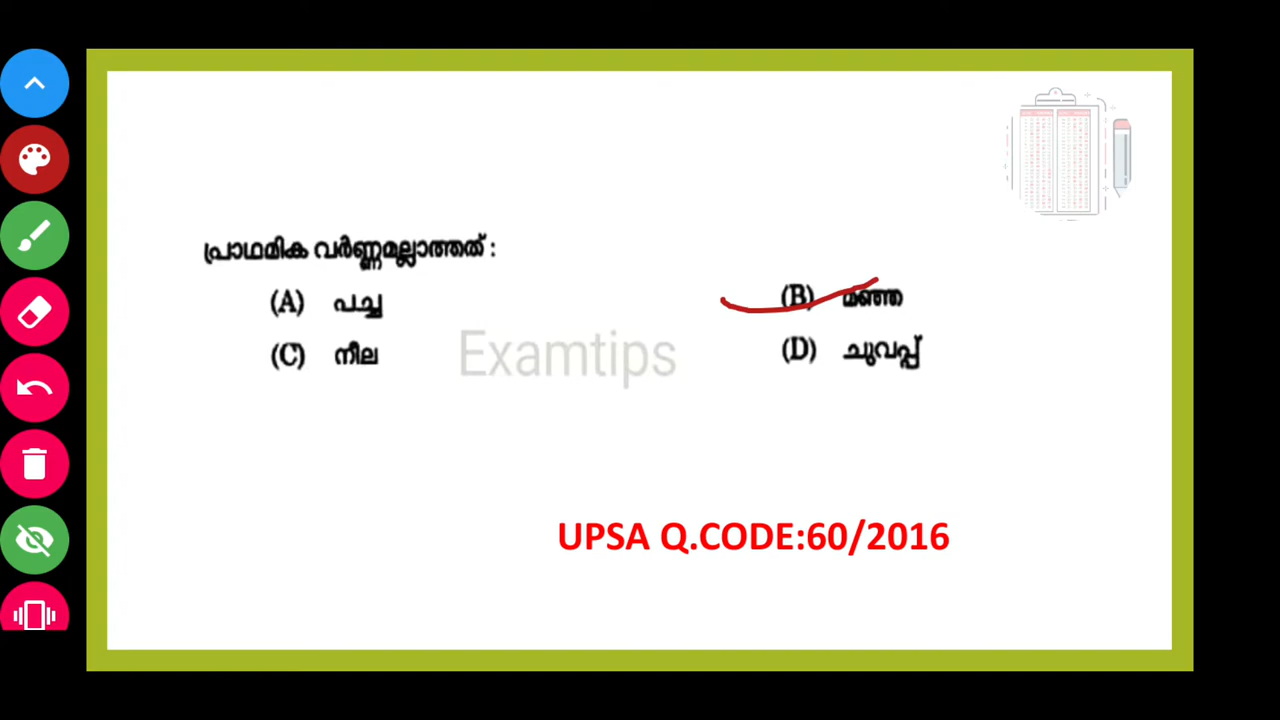 പ്രാഥമിക വർണ്ണമല്ലാത്തത് :
(A) പച്ച (B) മഞ്ഞ
(C) നീല (D) ചുവപ്പ്
Examtips
UPSA Q.CODE:60/2016